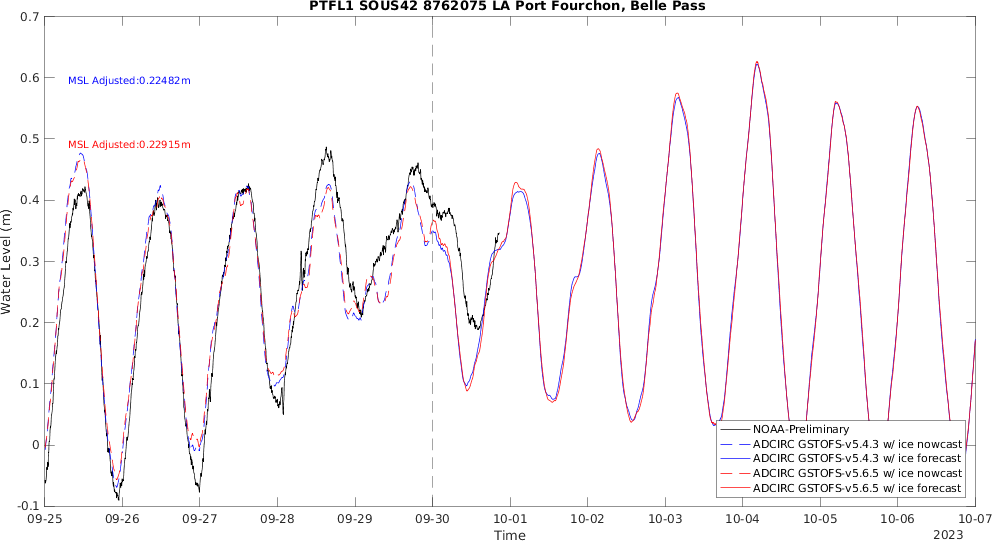 PTFL1 SOUS42 8762075 LA Port Fourchon, Belle Pass
0.7
0.6
0.5
0.4
0.3
0.2
0.1
0
-0.1
Water Level (m)
MSL Adjusted:0.22482m
MSL Adjusted:0.22915m
NOAA-Preliminary
ADCIRC GSTOFS-v5.4.3 w/ ice nowcast
ADCIRC GSTOFS-v5.4.3 w/ ice forecast
ADCIRC GSTOFS-v5.6.5 w/ ice nowcast
ADCIRC GSTOFS-v5.6.5 w/ ice forecast
09-25 09-26 09-27 09-28 09-29 09-30 10-01 10-02 10-03 10-04 10-05 10-06 10-07
Time
2023